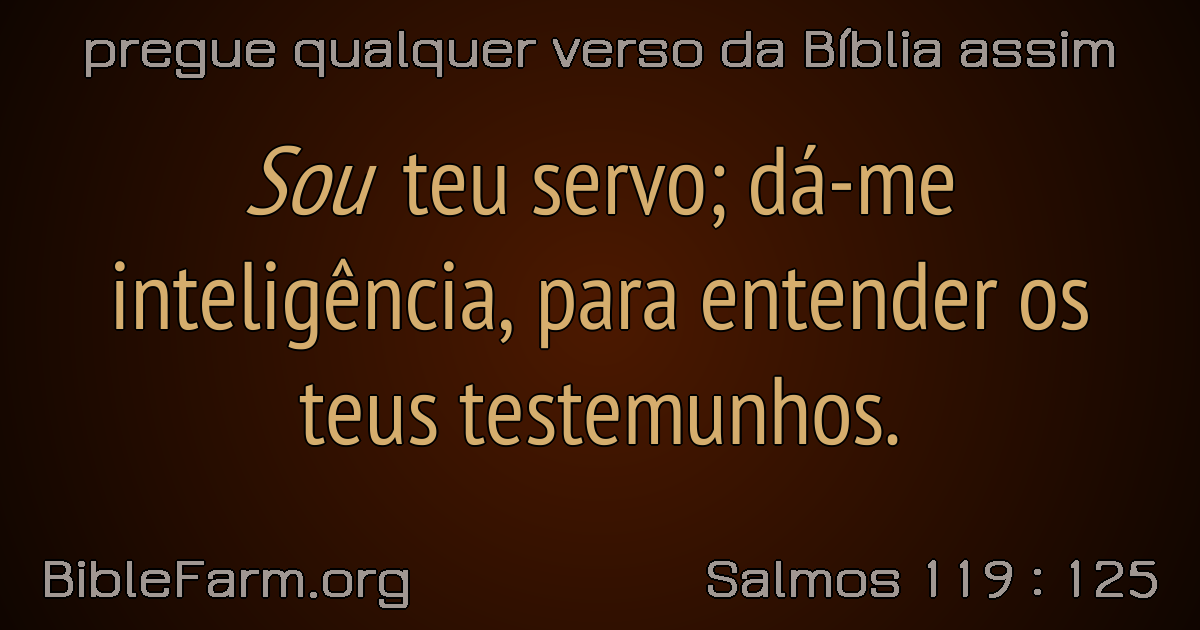 pregue qualquer verso da Bíblia assim
Sou teu servo; dá-me
inteligência, para entender os
teus testemunhos.
BibleFarm.org
Salmos 119 : 125